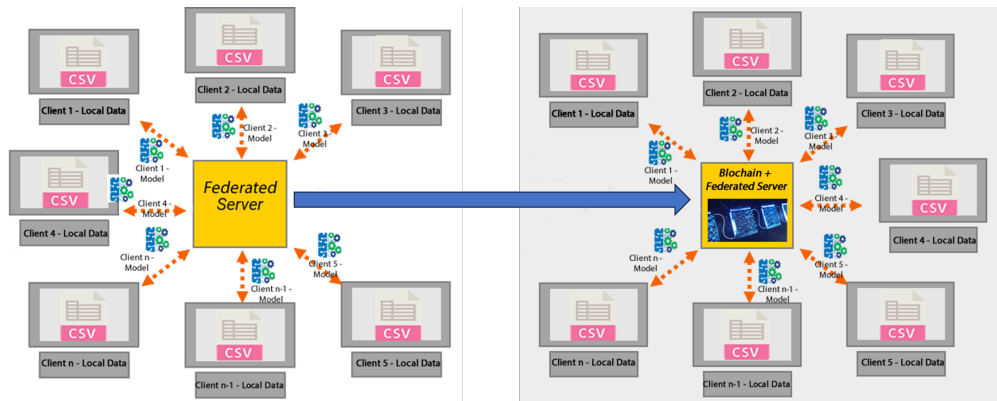 CSV
Client 1 - Local Data
CSV
Client 2 - Local Data
CSV
Client 3 - Local Data
Client 1 -
Model
Client 2 -
Model
Client 3 -
Model
CSV
Client 4 - Local Data
Client 4 -
Model
Federated
Server
Client n -
Model
Client n-1 -
Model
Client 5 -
Model
CSV
Client n - Local Data
CSV
Client n-1 - Local Data
CSV
Client 5 - Local Data
CSV
Client 1 - Local Data
CSV
Client 2 - Local Data
CSV
Client 3 - Local Data
Client 1 -
Model
Client 2 -
Model
Client 3 -
Model
Blochain +
Federated Server
Client 4 -
Model
CSV
Client 4 - Local Data
Client n -
Model
Client n-1 -
Model
Client 5 -
Model
CSV
Client n - Local Data
CSV
Client n-1 - Local Data
CSV
Client 5 - Local Data